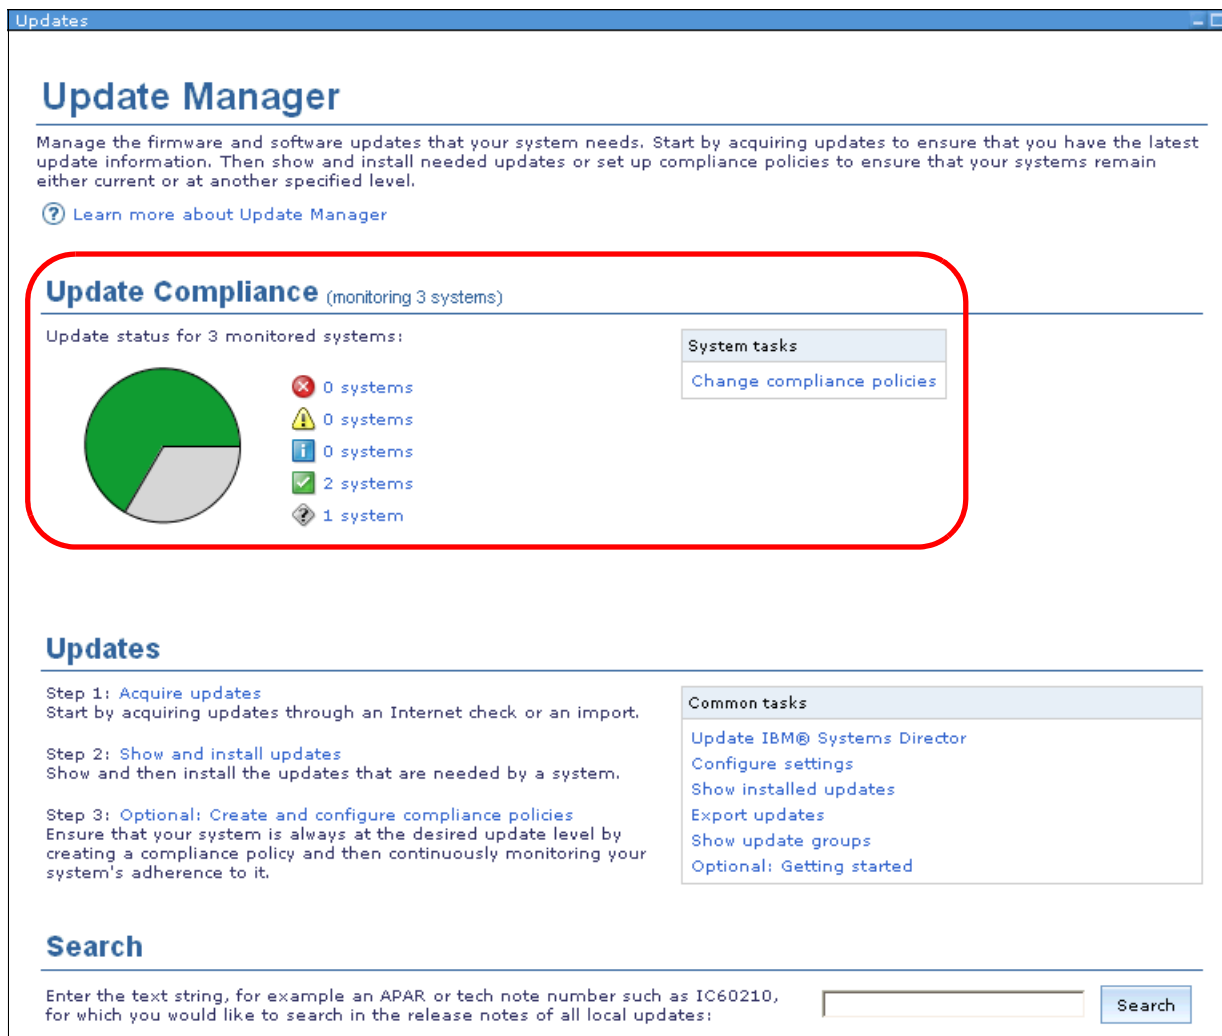 Updates
Update Manager
Manage the firmware and software updates that your system needs. Start by acquiring updates to ensure that you have the latest
update information. Then show and install needed updates or set up compliance policies to ensure that your systems remain
either current or at another specified level.
? Learn more about Update Manager
Update Compliance (monitoring 3 systems)
Update status for 3 monitored systems:
0 systems
0 systems
0 systems
2 systems
1 system
System tasks
Change compliance policies
Updates
Step 1: Acquire updates
Start by acquiring updates through an Internet check or an import.
Step 2: Show and install updates
Show and then install the updates that are needed by a system.
Step 3: Optional: Create and configure compliance policies
Ensure that your system is always at the desired update level by
creating a compliance policy and then continuously monitoring your
system's adherence to it.
Common tasks
Update IBM® Systems Director
Configure settings
Show installed updates
Export updates
Show update groups
Optional: Getting started
Search
Enter the text string, for example an APAR or tech note number such as IC60210,
for which you would like to search in the release notes of all local updates:
Search